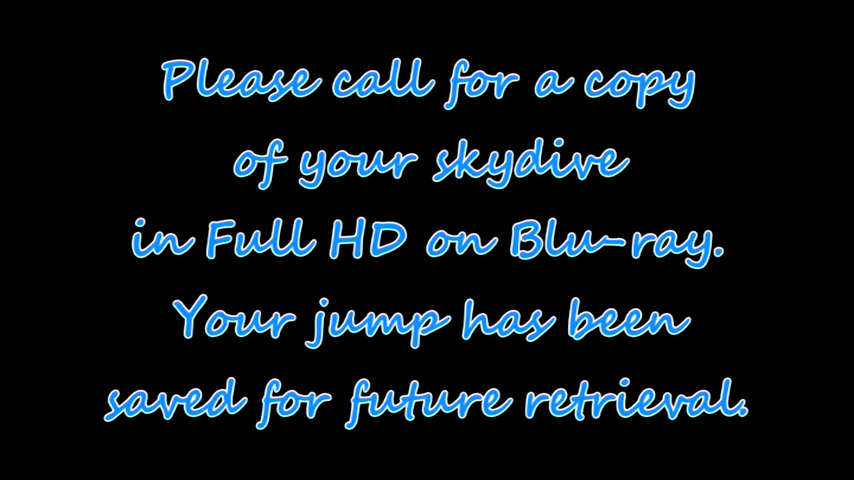 Please call for a copy
of your skydive
in Full HD on Blu-ray.
Your jump has been
saved for future retrieval.